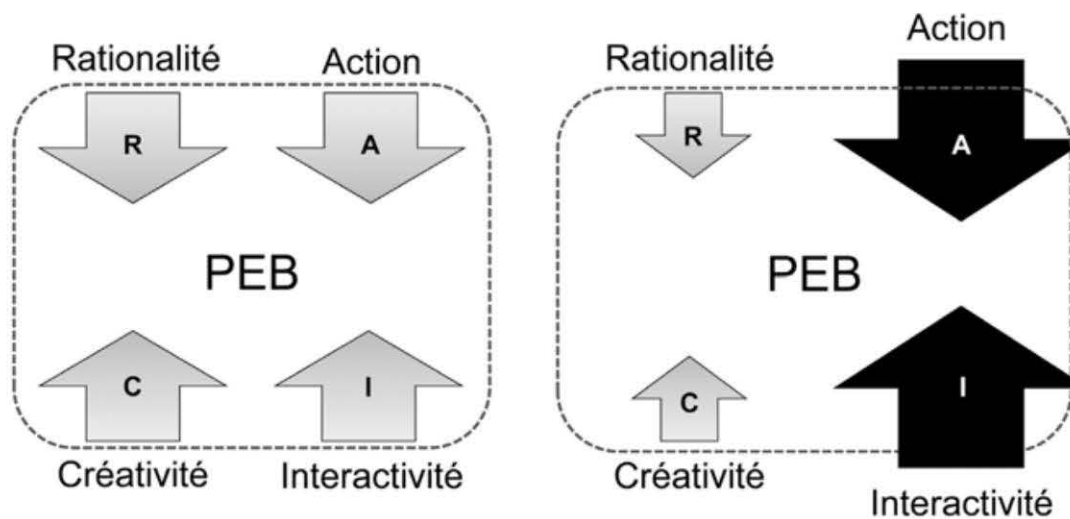 Rationalité Action
R A
PEB
C I
Créativité Interactivité
Action
Rationalité
R A
PEB
C I
Créativité
Interactivité